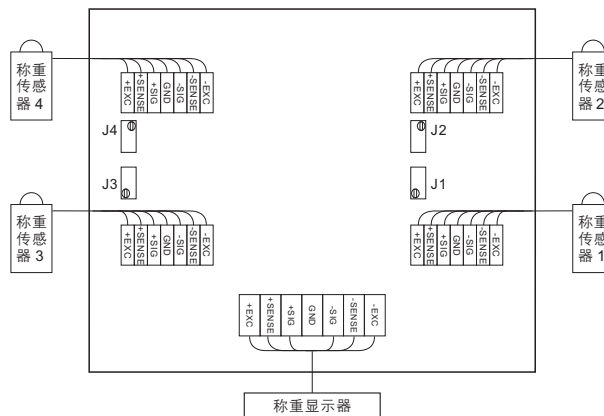 称重
传感
器 4
+EXC
+SENSE
+SIG
GND
-SIG
-SENSE
-EXC
+EXC
+SENSE
+SIG
GND
-SIG
-SENSE
-EXC
称重
传感
器 2
J4
J2
J3
J1
称重
传感
器 3
+EXC
+SENSE
+SIG
GND
-SIG
-SENSE
-EXC
+EXC
+SENSE
+SIG
GND
-SIG
-SENSE
-EXC
称重
传感
器 1
+EXC
+SENSE
+SIG
GND
-SIG
-SENSE
-EXC
称重显示器